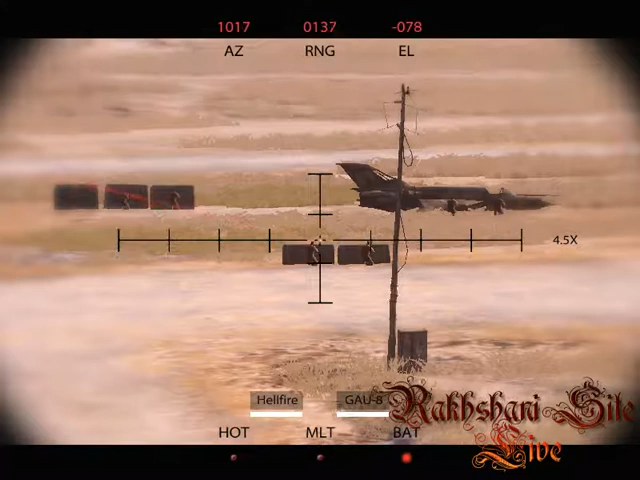 1017 0137 -078
AZ RNG EL
4.5X
Hellfire GAU-8
HOT MLT BAT
Rakhshani Site
Live